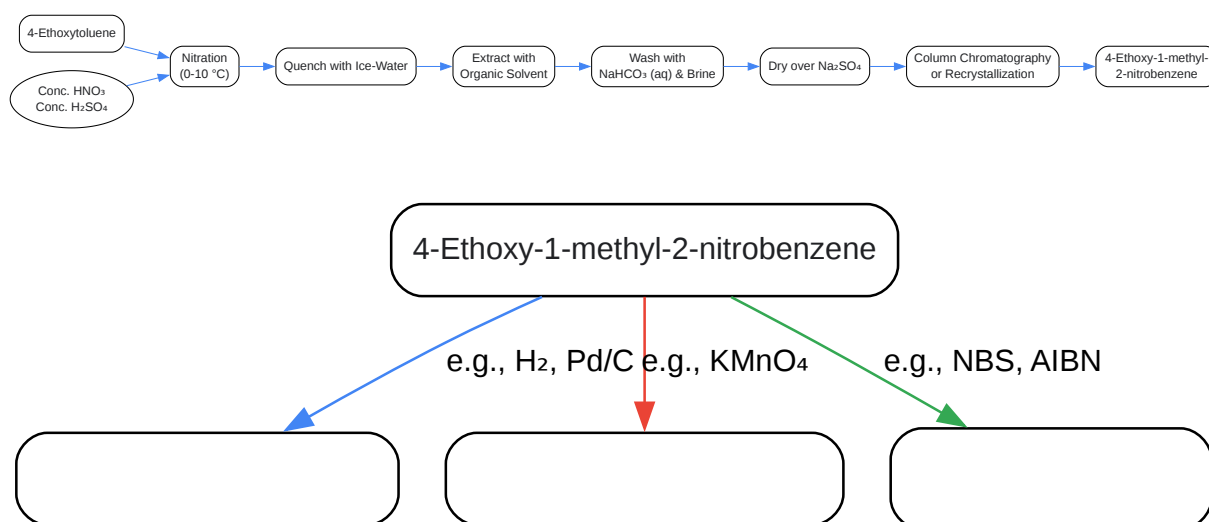 4-Ethoxytoluene
Conc. HNO₃
Conc. H₂SO₄
Nitration
(0-10 °C)
Quench with Ice-Water
Extract with
Organic Solvent
Wash with
NaHCO₃ (aq) & Brine
Dry over Na₂SO₄
Column Chromatography
or Recrystallization
4-Ethoxy-1-methyl-
2-nitrobenzene
4-Ethoxy-1-methyl-2-nitrobenzene
e.g., H₂, Pd/C
e.g., KMnO₄
e.g., NBS, AIBN